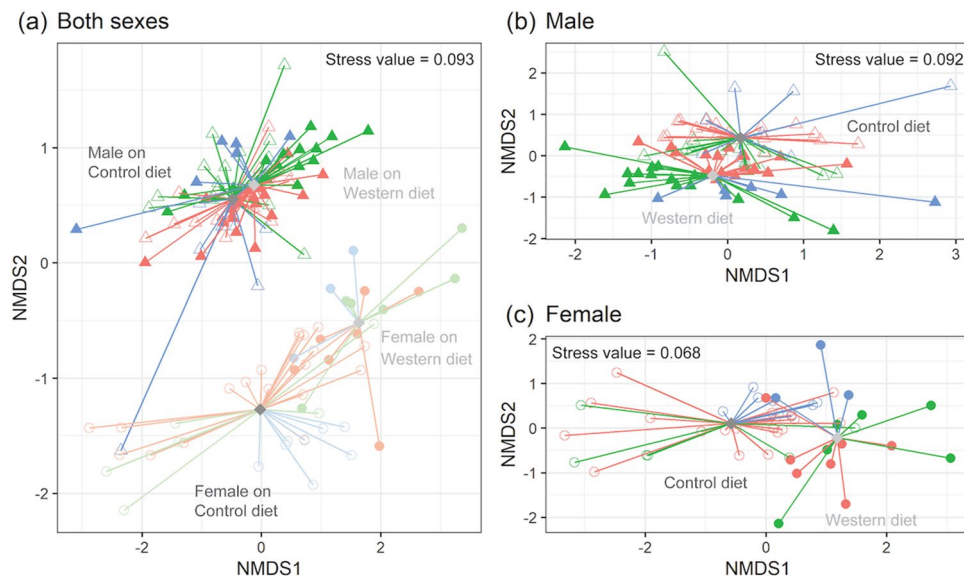 (a) Both sexes
Stress value = 0.093
Male on
Control diet
Male on
Western diet
Female on
Western diet
Female on
Control diet
NMDS2
1
0
-1
-2
-2
0
2
NMDS1
(b) Male
Stress value = 0.092
Control diet
Western diet
NMDS2
2
1
0
-1
-2
-2
-1
0
1
2
3
NMDS1
(c) Female
Stress value = 0.068
Control diet
Western diet
NMDS2
2
1
0
-1
-2
-2
0
2
NMDS1